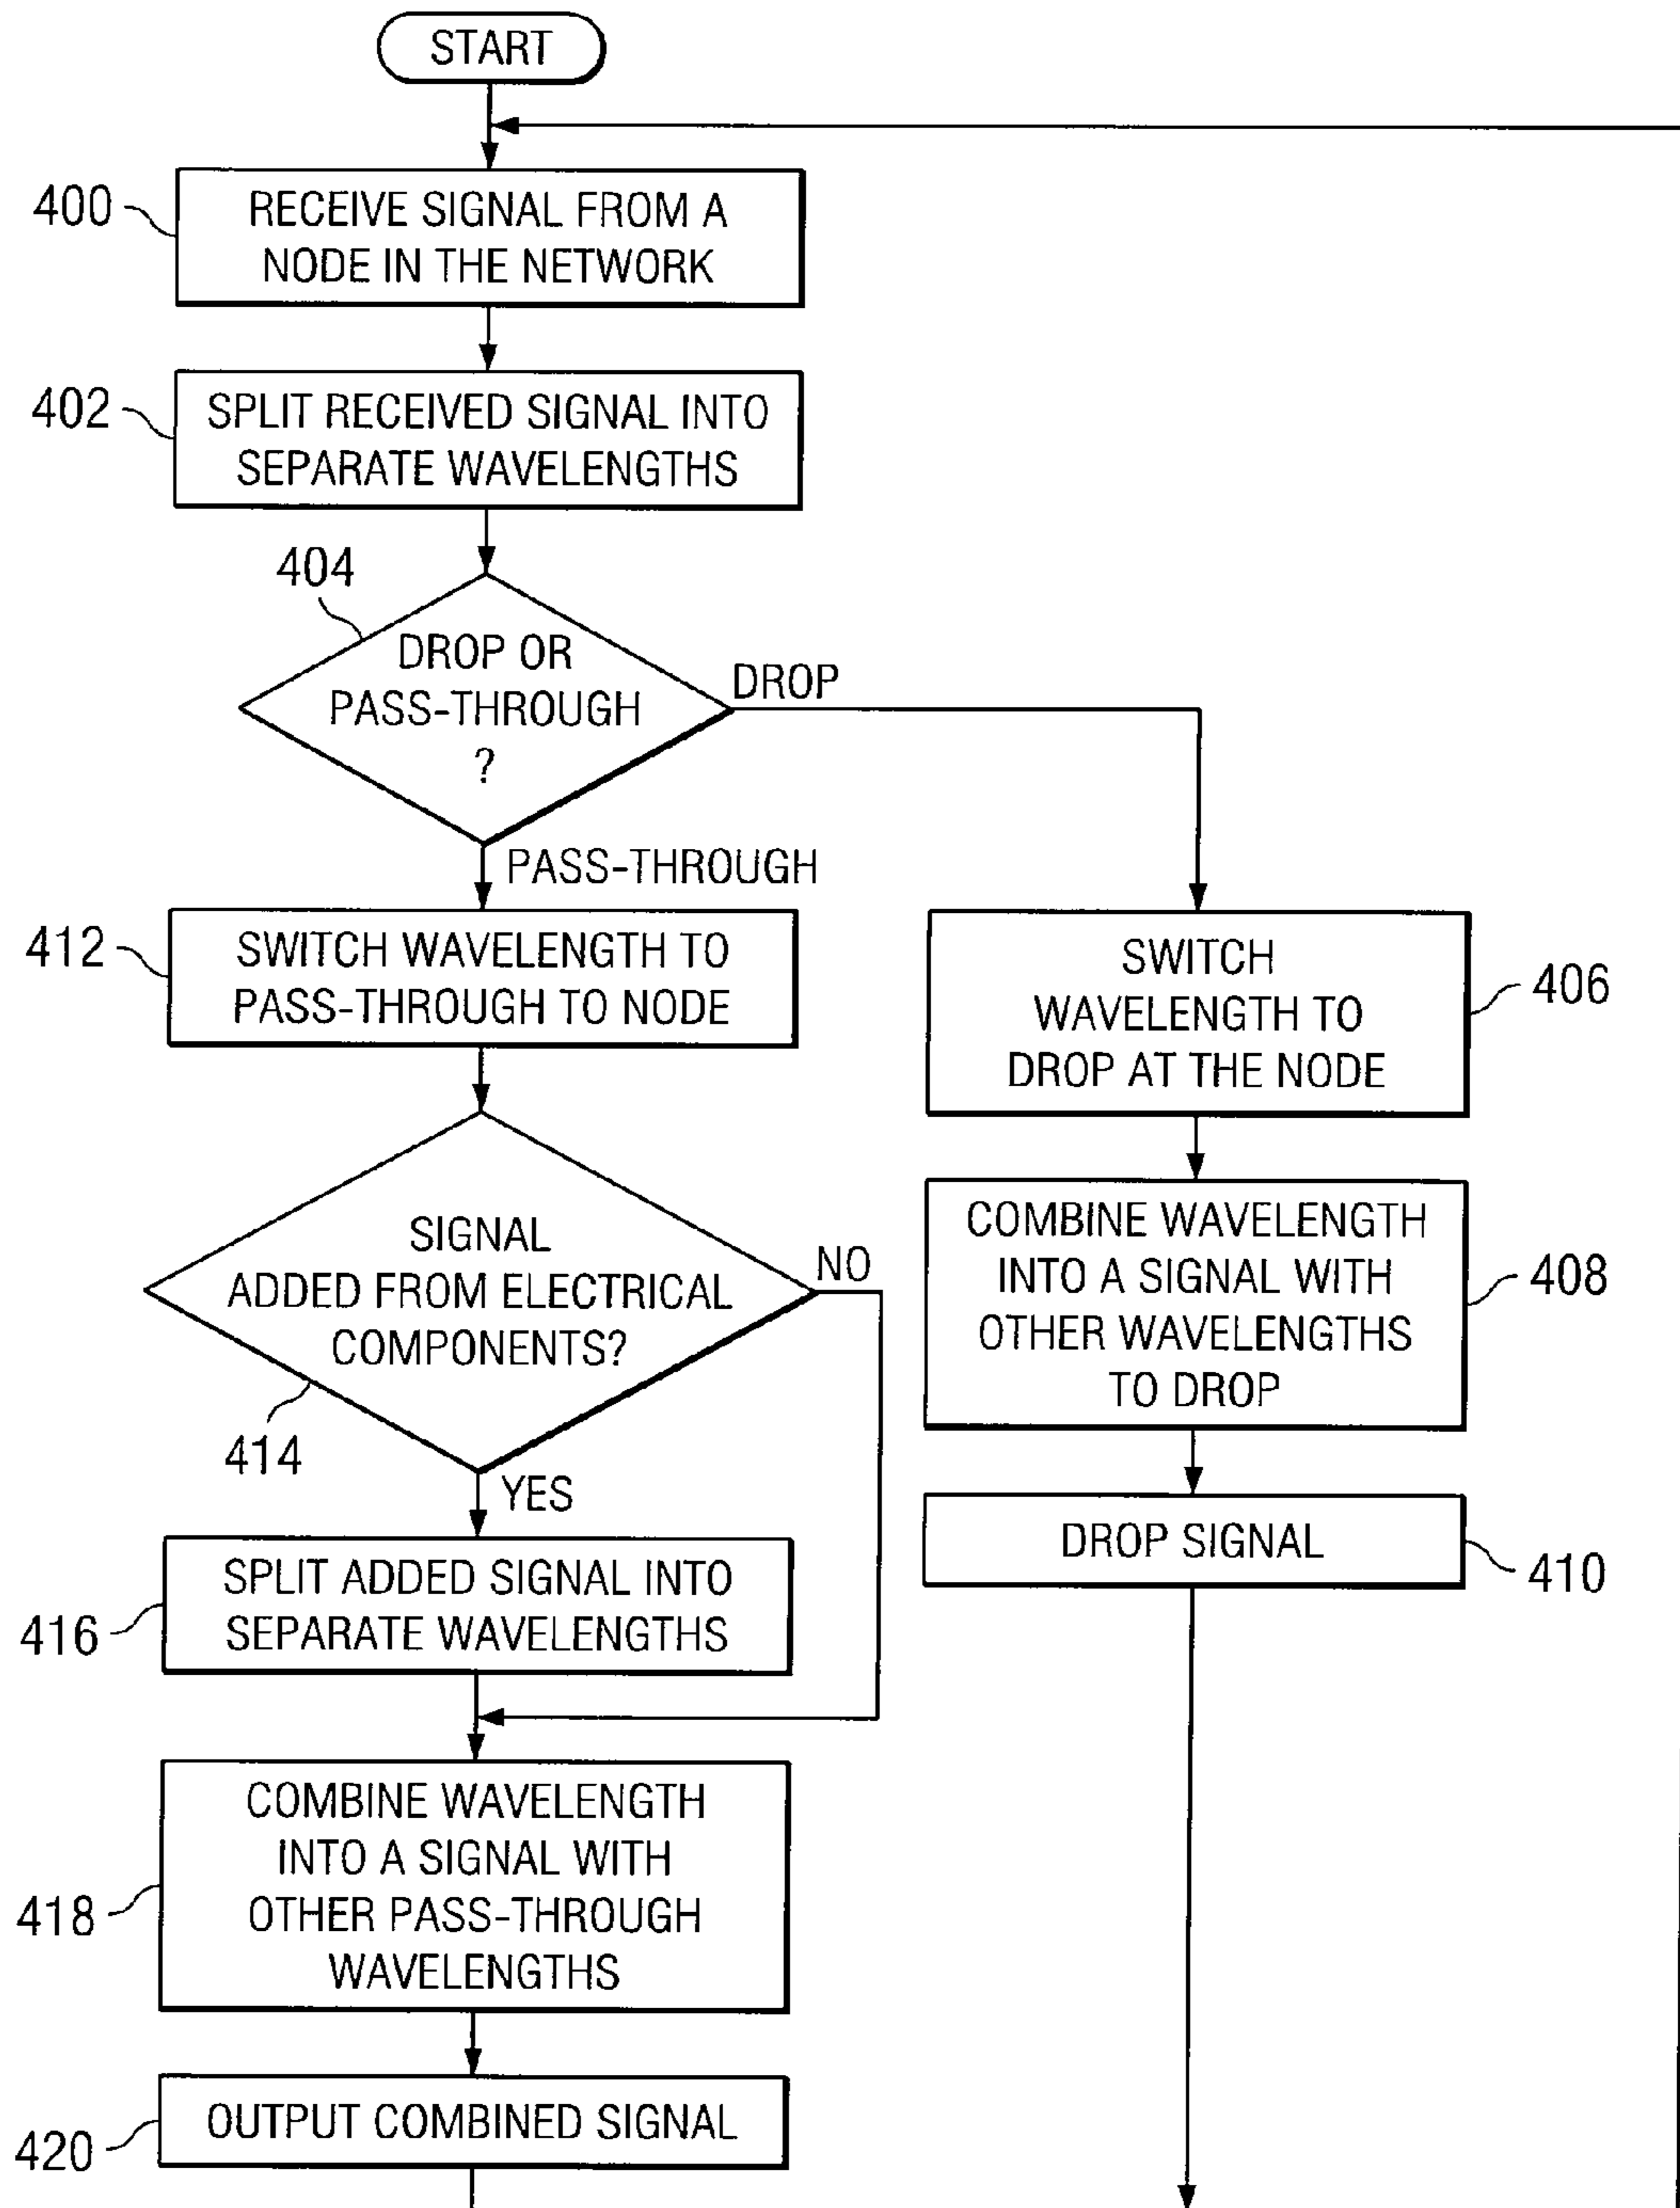 START
400
RECEIVE SIGNAL FROM A
NODE IN THE NETWORK
402
SPLIT RECEIVED SIGNAL INTO
SEPARATE WAVELENGTHS
404
DROP OR
PASS-THROUGH
?
DROP
PASS-THROUGH
412
SWITCH WAVELENGTH TO
PASS-THROUGH TO NODE
SWITCH
WAVELENGTH TO
DROP AT THE NODE
406
SIGNAL
ADDED FROM ELECTRICAL
COMPONENTS?
NO
414
YES
COMBINE WAVELENGTH
INTO A SIGNAL WITH
OTHER WAVELENGTHS
TO DROP
408
DROP SIGNAL
410
416
SPLIT ADDED SIGNAL INTO
SEPARATE WAVELENGTHS
418
COMBINE WAVELENGTH
INTO A SIGNAL WITH
OTHER PASS-THROUGH
WAVELENGTHS
420
OUTPUT COMBINED SIGNAL